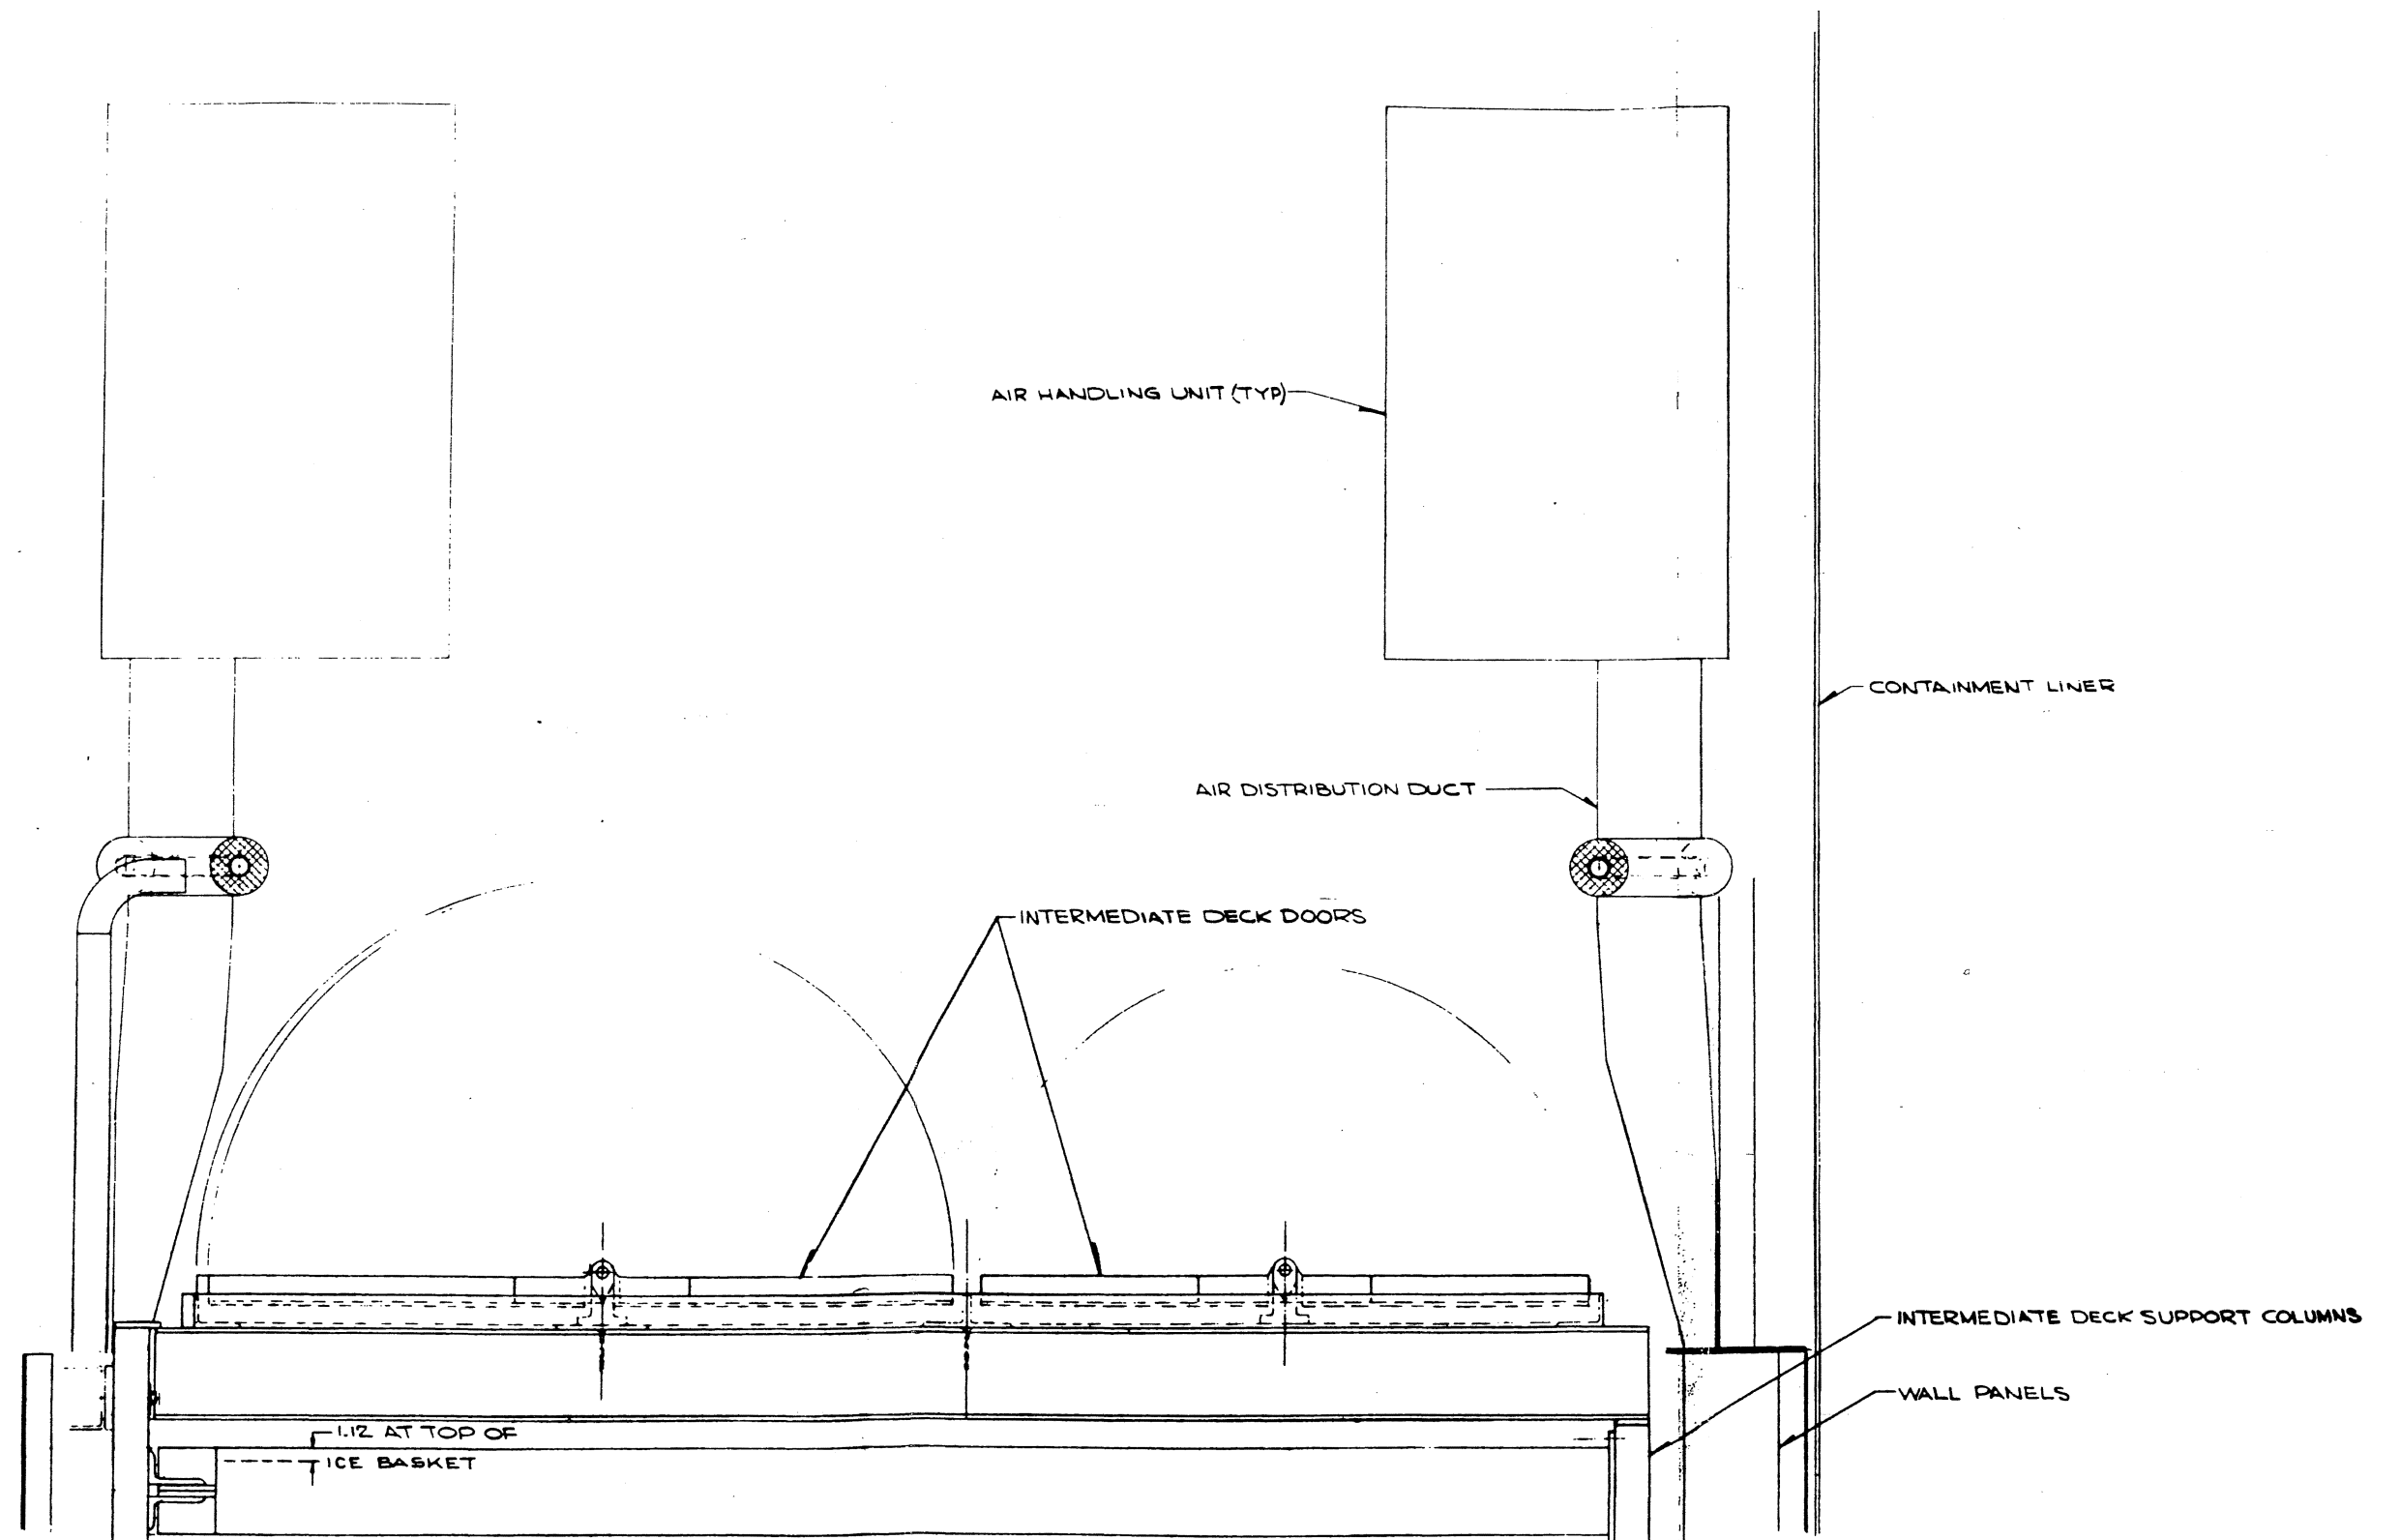 AIR HANDLING UNIT (TYP)
CONTAINMENT LINER
AIR DISTRIBUTION DUCT
INTERMEDIATE DECK DOORS
INTERMEDIATE DECK SUPPORT COLUMNS
WALL PANELS
1.12 AT TOP OF
ICE BASKET